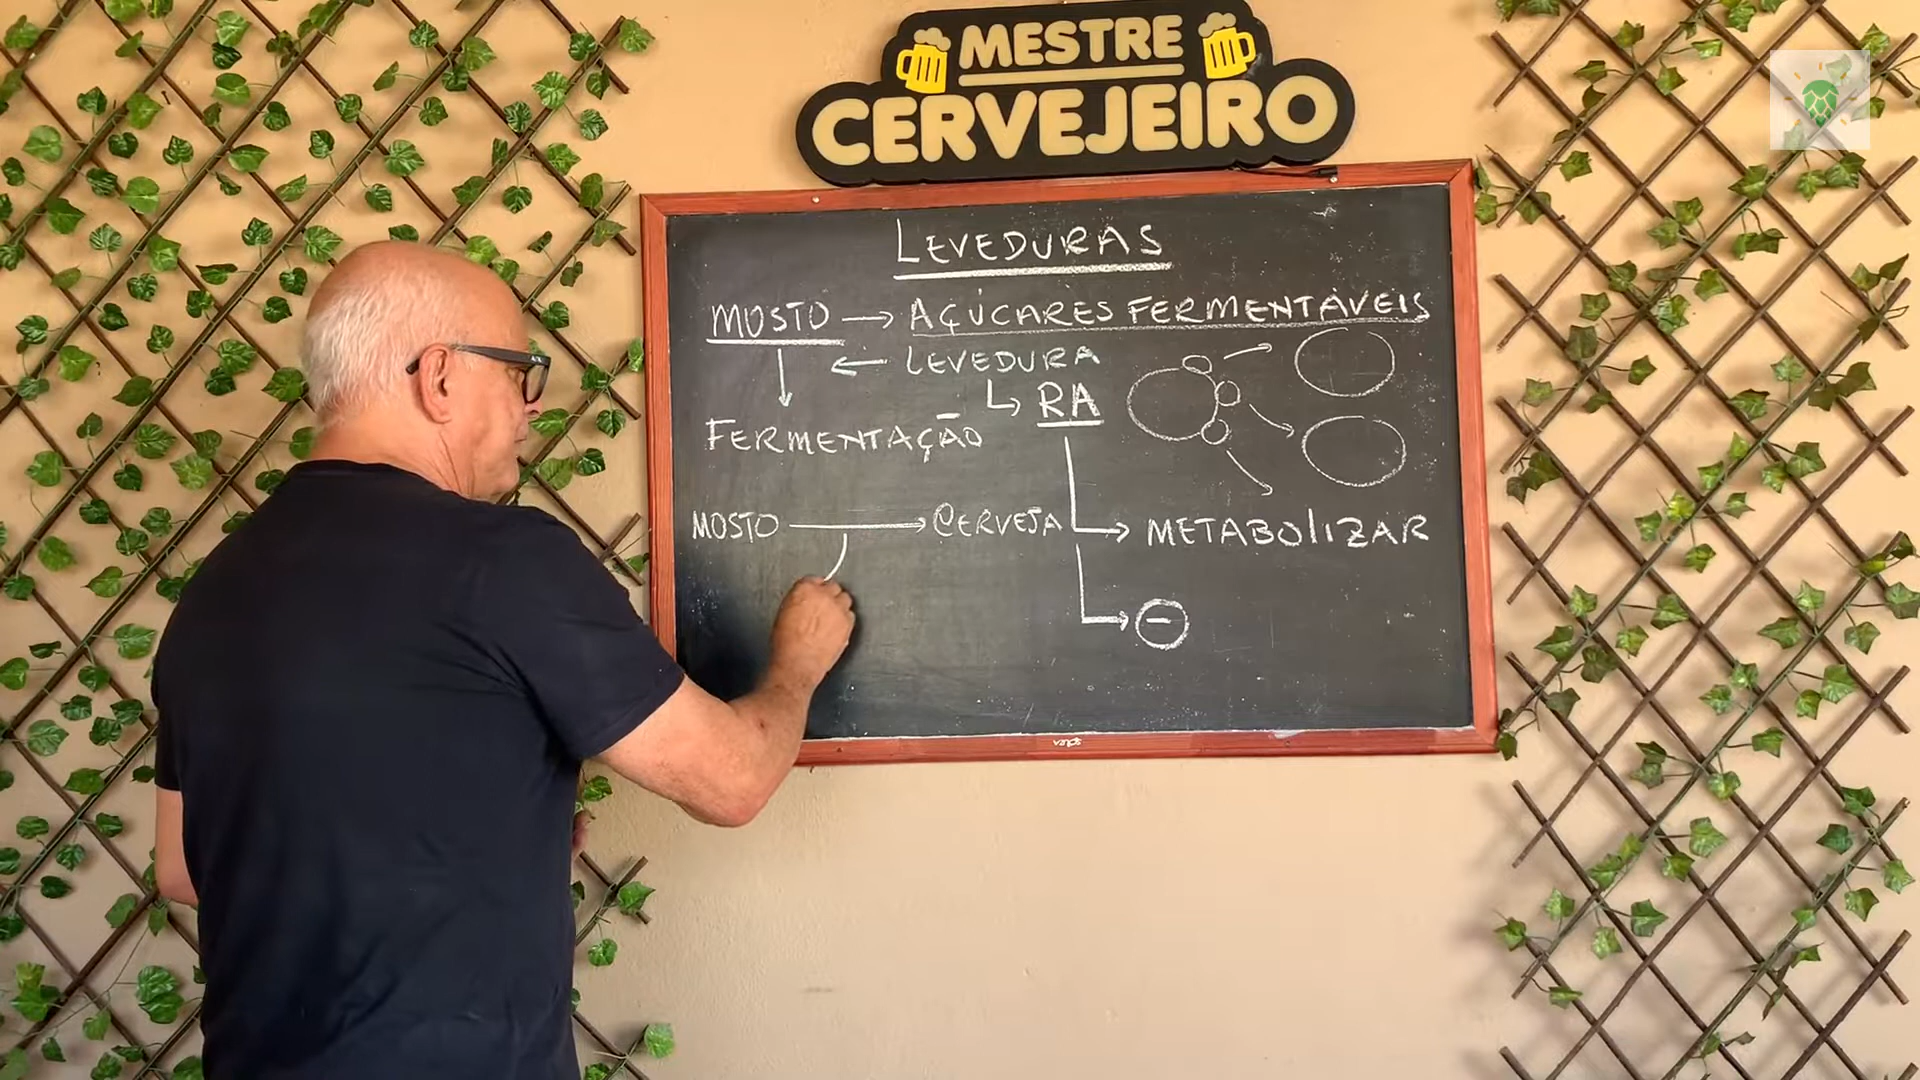 MESTRE
CERVEJEIRO
LEVEDURAS
MOSTO → AÇÚCARES FERMENTÁVEIS
← LEVEDURA
RA
FERMENTAÇÃO
MOSTO → CERVEJA
METABOLIZAR
−